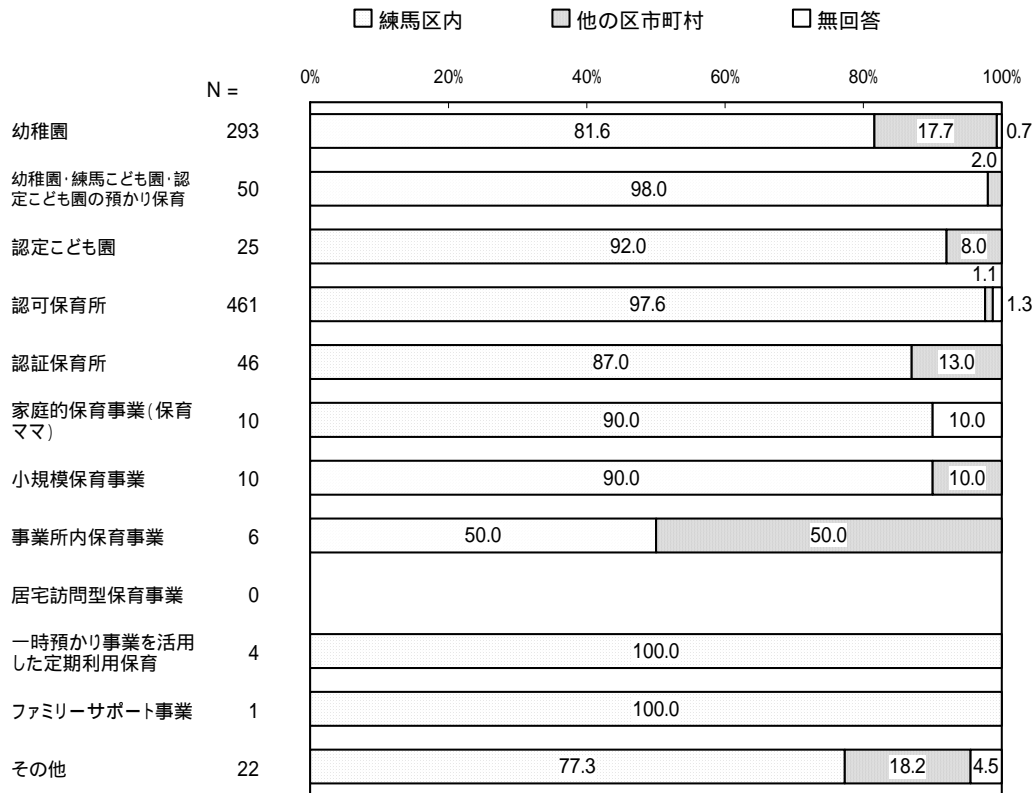 練馬区内 他の区市町村 無回答
N = 0% 20% 40% 60% 80% 100%
幼稚園 293 81.6 17.7 0.7
2.0
幼稚園・練馬こども園・認
定こども園の預かり保育 50 98.0
認定こども園 25 92.0 8.0
1.1
認可保育所 461 97.6 1.3
認証保育所 46 87.0 13.0
家庭的保育事業(保育
ママ) 10 90.0 10.0
小規模保育事業 10 90.0 10.0
事業所内保育事業 6 50.0 50.0
居宅訪問型保育事業 0
一時預かり事業を活用
した定期利用保育 4 100.0
ファミリーサポート事業 1 100.0
その他 22 77.3 18.2 4.5